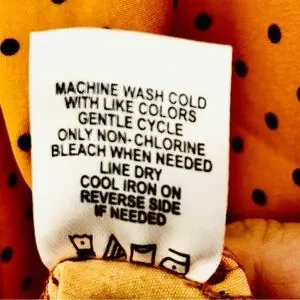 MACHINE WASH COLD
WITH LIKE COLORS
GENTLE CYCLE
ONLY NON-CHLORINE
BLEACH WHEN NEEDED
LINE DRY
COOL IRON ON
REVERSE SIDE
IF NEEDED